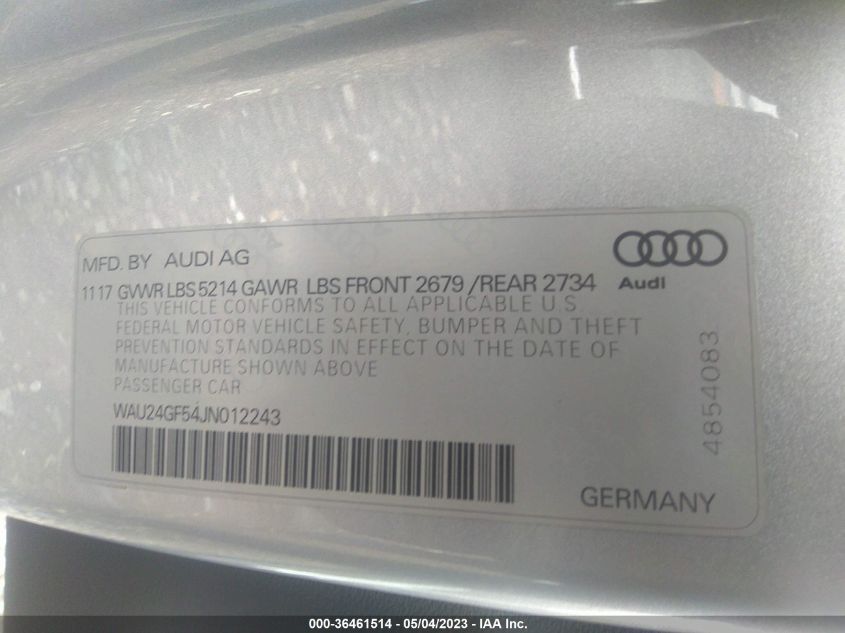 MFD. BY AUDI AG
1117 GVWR LBS 5214 GAWR LBS FRONT 2679 /REAR 2734
Audi
THIS VEHICLE CONFORMS TO ALL APPLICABLE U S
FEDERAL MOTOR VEHICLE SAFETY, BUMPER AND THEFT
PREVENTION STANDARDS IN EFFECT ON THE DATE OF
MANUFACTURE SHOWN ABOVE
PASSENGER CAR
WAU24GF54JN012243
4854083
GERMANY
000-36461514 - 05/04/2023 - IAA Inc.